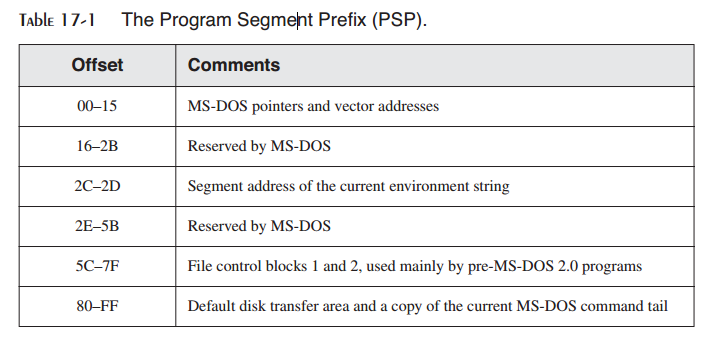 TABLE 17-1 The Program Segment Prefix (PSP).
Offset Comments
00–15 MS-DOS pointers and vector addresses
16–2B Reserved by MS-DOS
2C–2D Segment address of the current environment string
2E–5B Reserved by MS-DOS
5C–7F File control blocks 1 and 2, used mainly by pre-MS-DOS 2.0 programs
80–FF Default disk transfer area and a copy of the current MS-DOS command tail